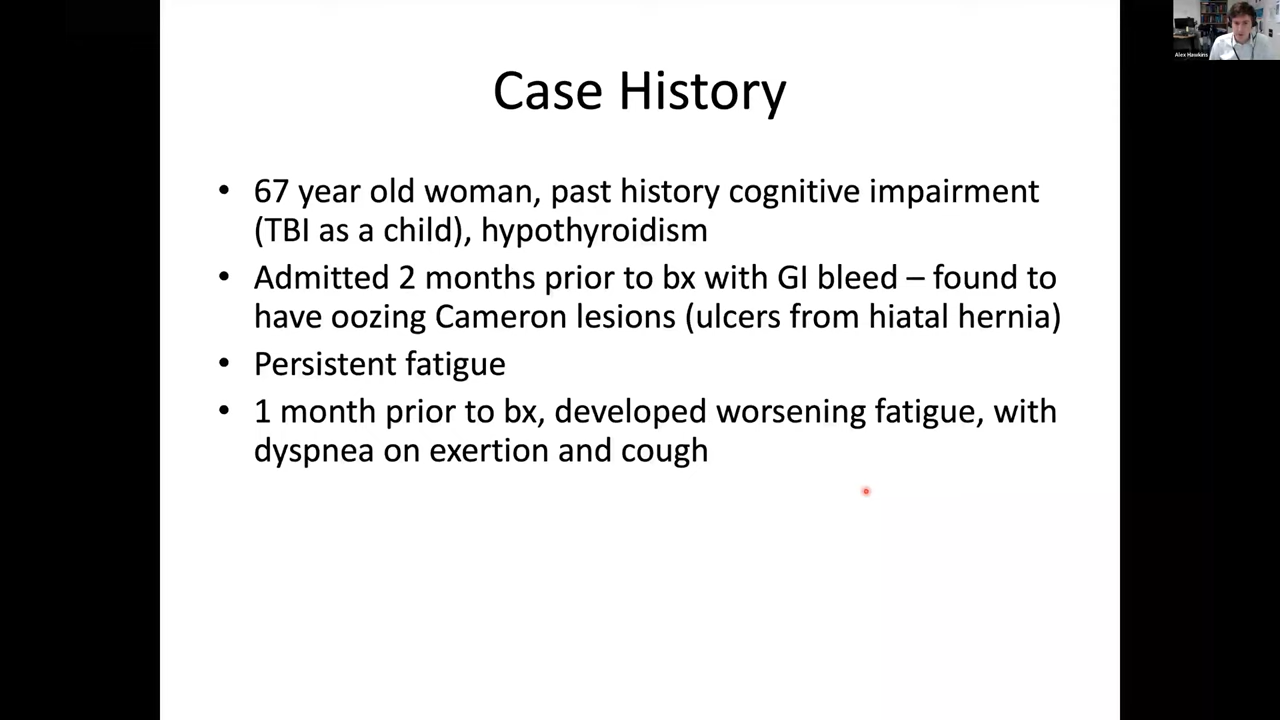 Case History
• 67 year old woman, past history cognitive impairment
(TBI as a child), hypothyroidism
• Admitted 2 months prior to bx with GI bleed – found to
have oozing Cameron lesions (ulcers from hiatal hernia)
• Persistent fatigue
• 1 month prior to bx, developed worsening fatigue, with
dyspnea on exertion and cough
Alex Hawkins